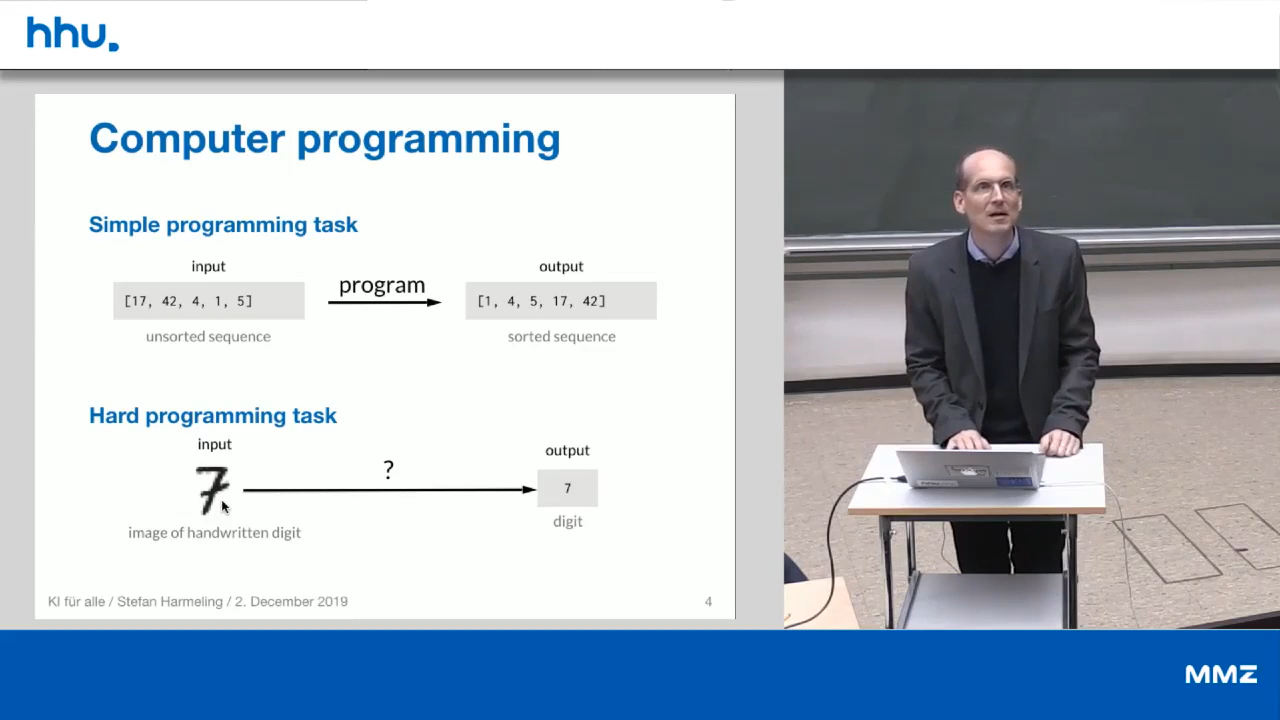 hhu.
Computer programming
Simple programming task
input
program
output
[17, 42, 4, 1, 5]
[1, 4, 5, 17, 42]
unsorted sequence
sorted sequence
Hard programming task
input
?
output
7
7
image of handwritten digit
digit
KI für alle / Stefan Harmeling / 2. December 2019
4
MMZ